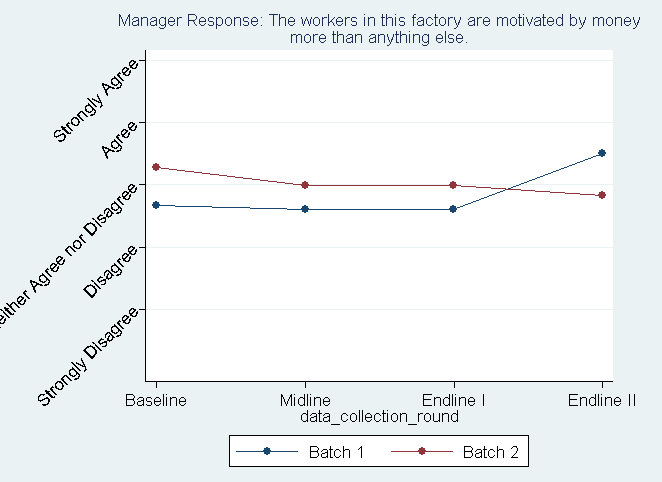 Manager Response: The workers in this factory are motivated by money
more than anything else.
Strongly Agree
Agree
either Agree nor Disagree
Disagree
Strongly Disagree
Baseline Midline Endline I Endline II
data_collection_round
Batch 1 Batch 2